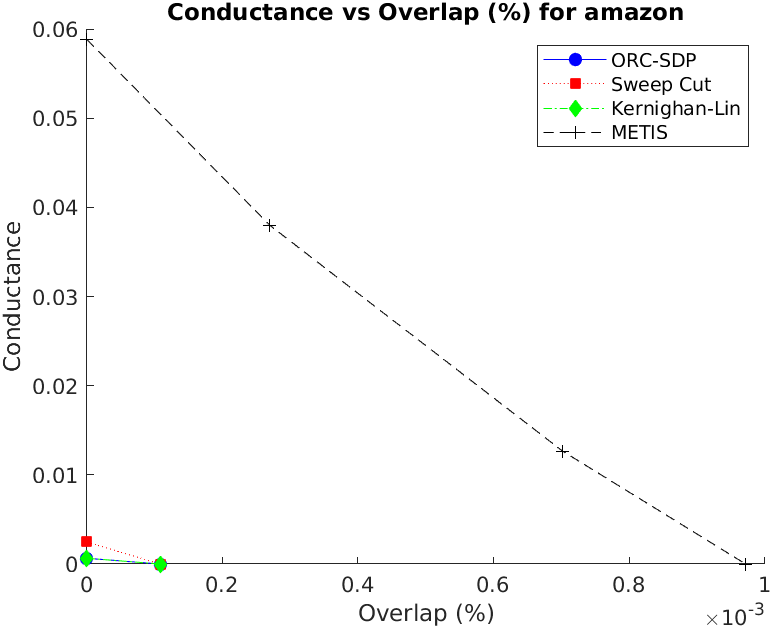 Conductance vs Overlap (%) for amazon
0.06
0.05
0.04
0.03
0.02
0.01
0
Conductance
ORC-SDP
Sweep Cut
Kernighan-Lin
METIS
0 0.2 0.4 0.6 0.8 1
Overlap (%)
×10⁻³